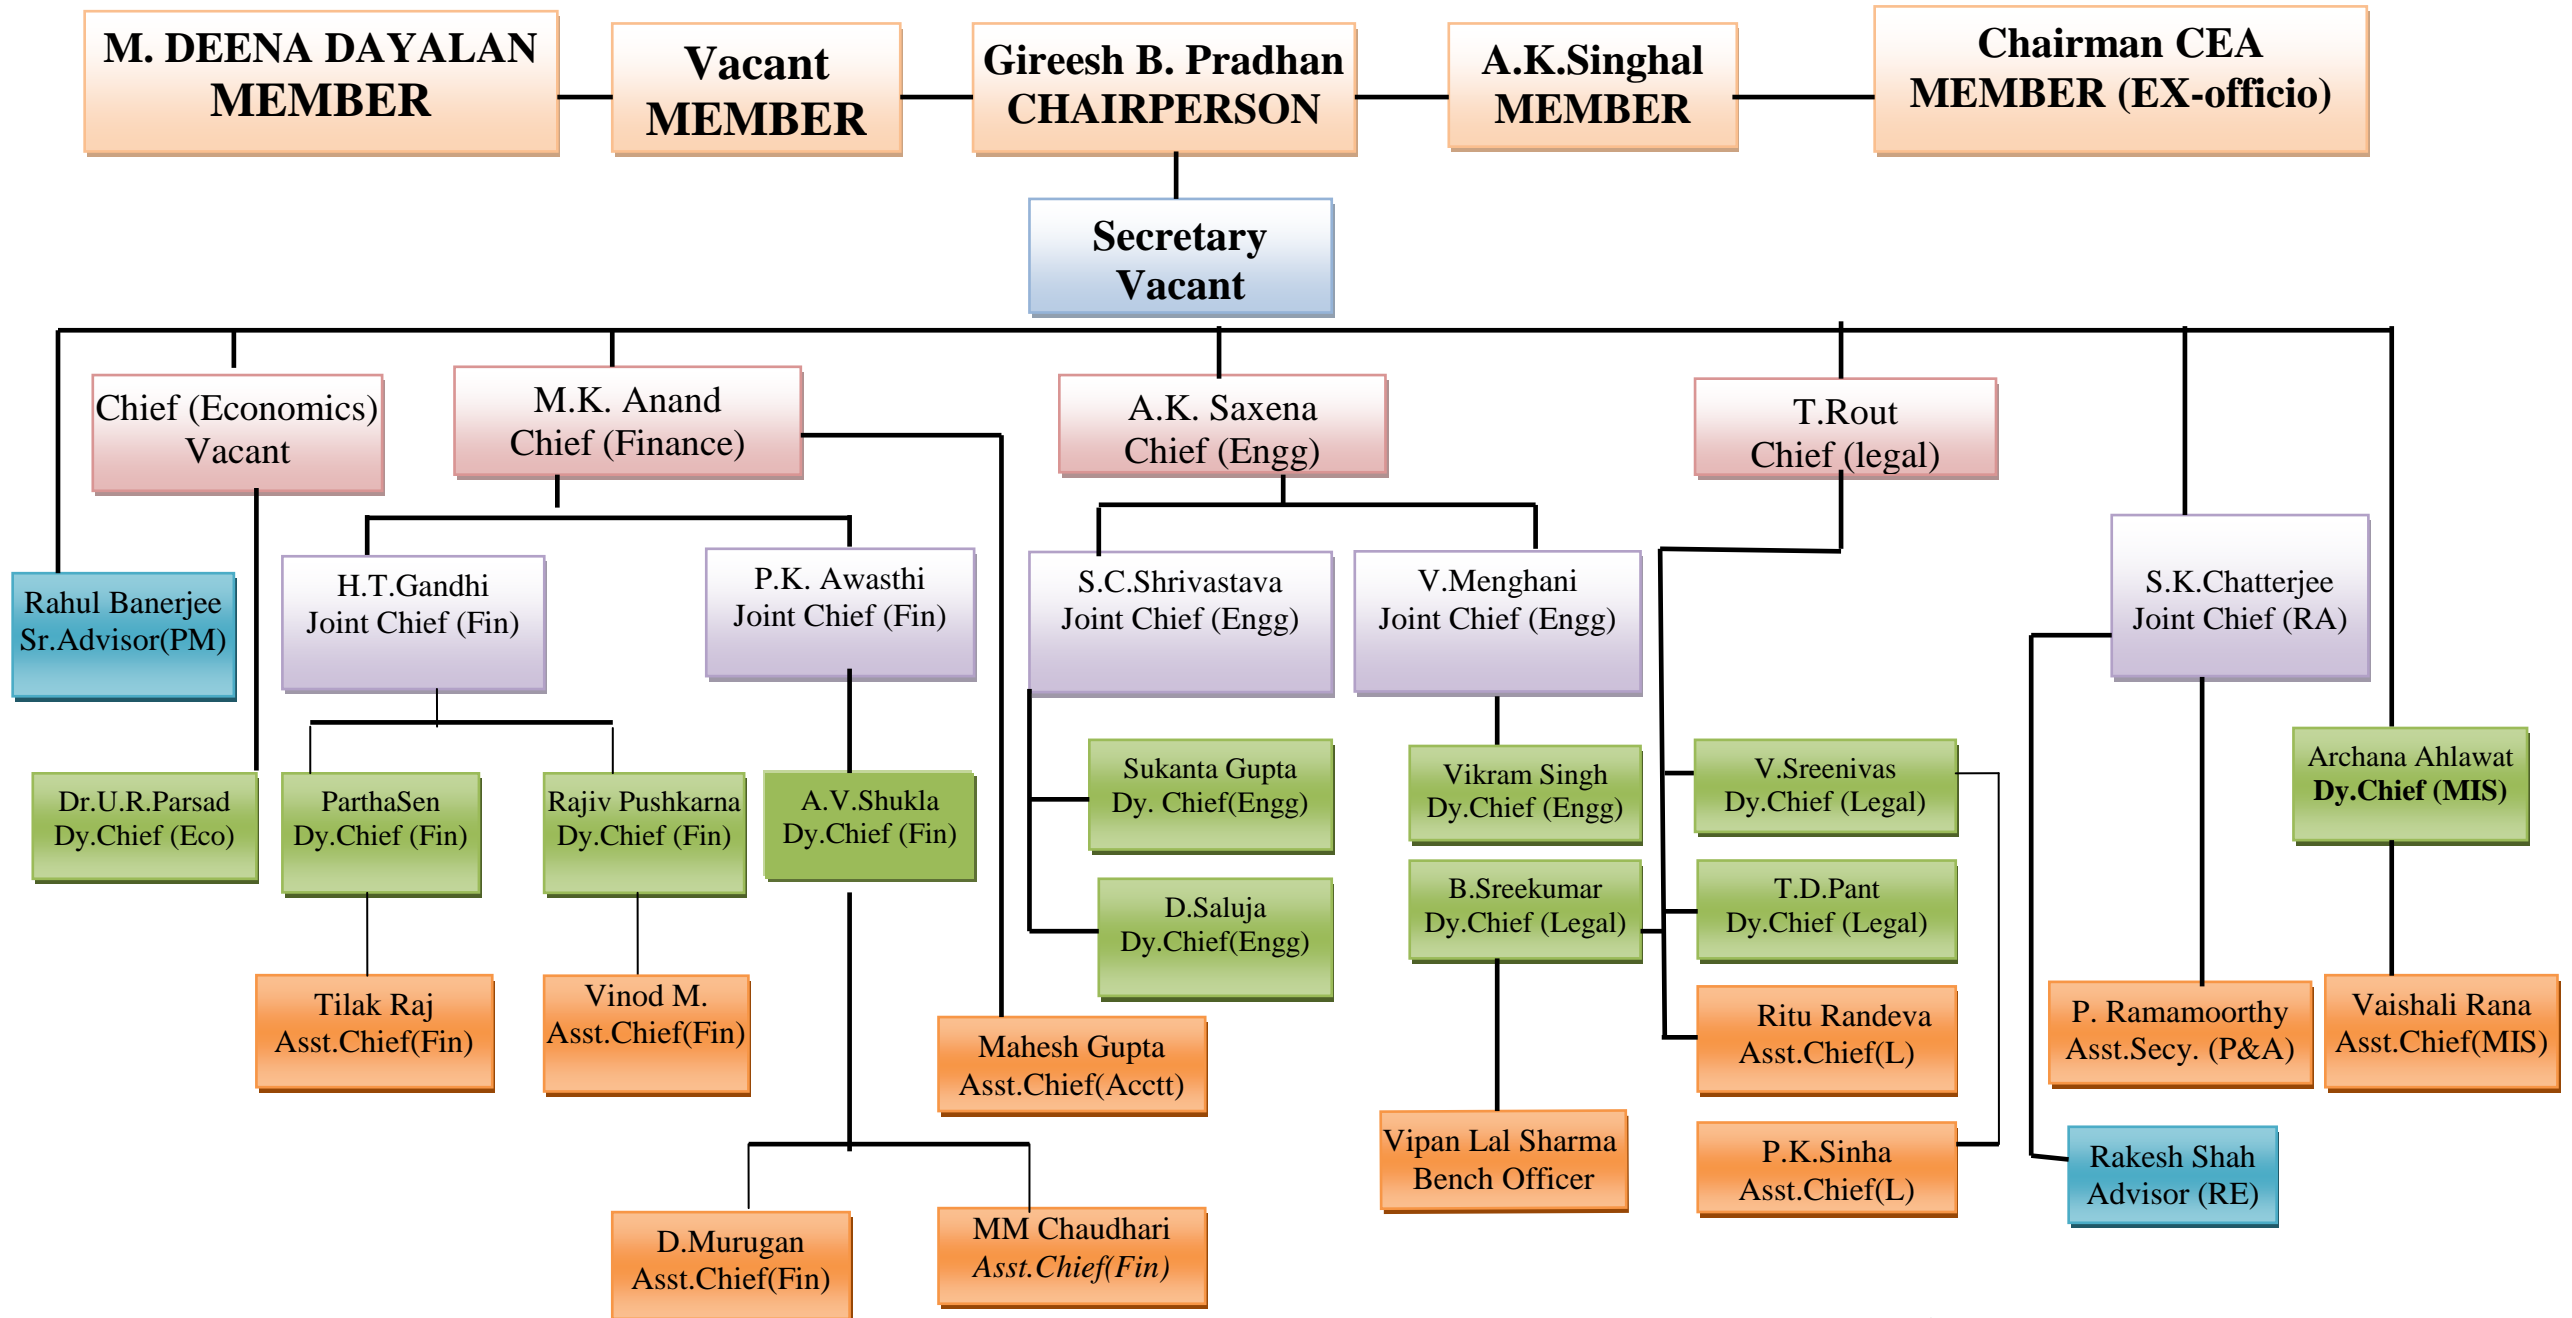 M. DEENA DAYALAN
MEMBER
Vacant
MEMBER
Gireesh B. Pradhan
CHAIRPERSON
A.K.Singhal
MEMBER
Chairman CEA
MEMBER (EX-officio)
Secretary
Vacant
Chief (Economics)
Vacant
M.K. Anand
Chief (Finance)
A.K. Saxena
Chief (Engg)
T.Rout
Chief (legal)
Rahul Banerjee
Sr.Advisor(PM)
H.T.Gandhi
Joint Chief (Fin)
P.K. Awasthi
Joint Chief (Fin)
S.C.Shrivastava
Joint Chief (Engg)
V.Menghani
Joint Chief (Engg)
S.K.Chatterjee
Joint Chief (RA)
Dr.U.R.Parsad
Dy.Chief (Eco)
ParthaSen
Dy.Chief (Fin)
Rajiv Pushkarna
Dy.Chief (Fin)
A.V.Shukla
Dy.Chief (Fin)
Sukanta Gupta
Dy. Chief(Engg)
Vikram Singh
Dy.Chief (Engg)
V.Sreenivas
Dy.Chief (Legal)
Archana Ahlawat
Dy.Chief (MIS)
D.Saluja
Dy.Chief(Engg)
B.Sreekumar
Dy.Chief (Legal)
T.D.Pant
Dy.Chief (Legal)
Tilak Raj
Asst.Chief(Fin)
Vinod M.
Asst.Chief(Fin)
Mahesh Gupta
Asst.Chief(Acctt)
Ritu Randeva
Asst.Chief(L)
P. Ramamoorthy
Asst.Secy. (P&A)
Vaishali Rana
Asst.Chief(MIS)
Vipan Lal Sharma
Bench Officer
P.K.Sinha
Asst.Chief(L)
Rakesh Shah
Advisor (RE)
D.Murugan
Asst.Chief(Fin)
MM Chaudhari
Asst.Chief(Fin)